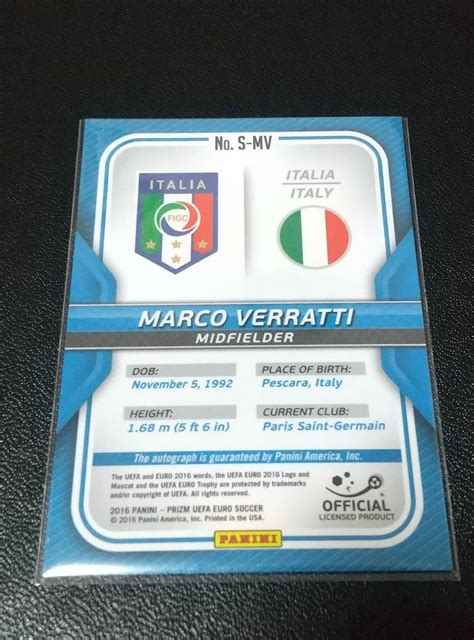 No. S-MV
ITALIA
FIGC
ITALIA
ITALY
MARCO VERRATTI
MIDFIELDER
DOB:
November 5, 1992
PLACE OF BIRTH:
Pescara, Italy
HEIGHT:
1.68 m (5 ft 6 in)
CURRENT CLUB:
Paris Saint-Germain
The autograph is guaranteed by Panini America, Inc.
The UEFA and EURO 2016 words, the UEFA EURO 2016 Logo and
Mascot and the UEFA EURO Trophy are protected by trademarks
and/or copyright of UEFA. All rights reserved.
2016 PANINI – PRIZM UEFA EURO SOCCER
© 2016 Panini America, Inc. Printed in the USA.
OFFICIAL
LICENSED PRODUCT
PANINI